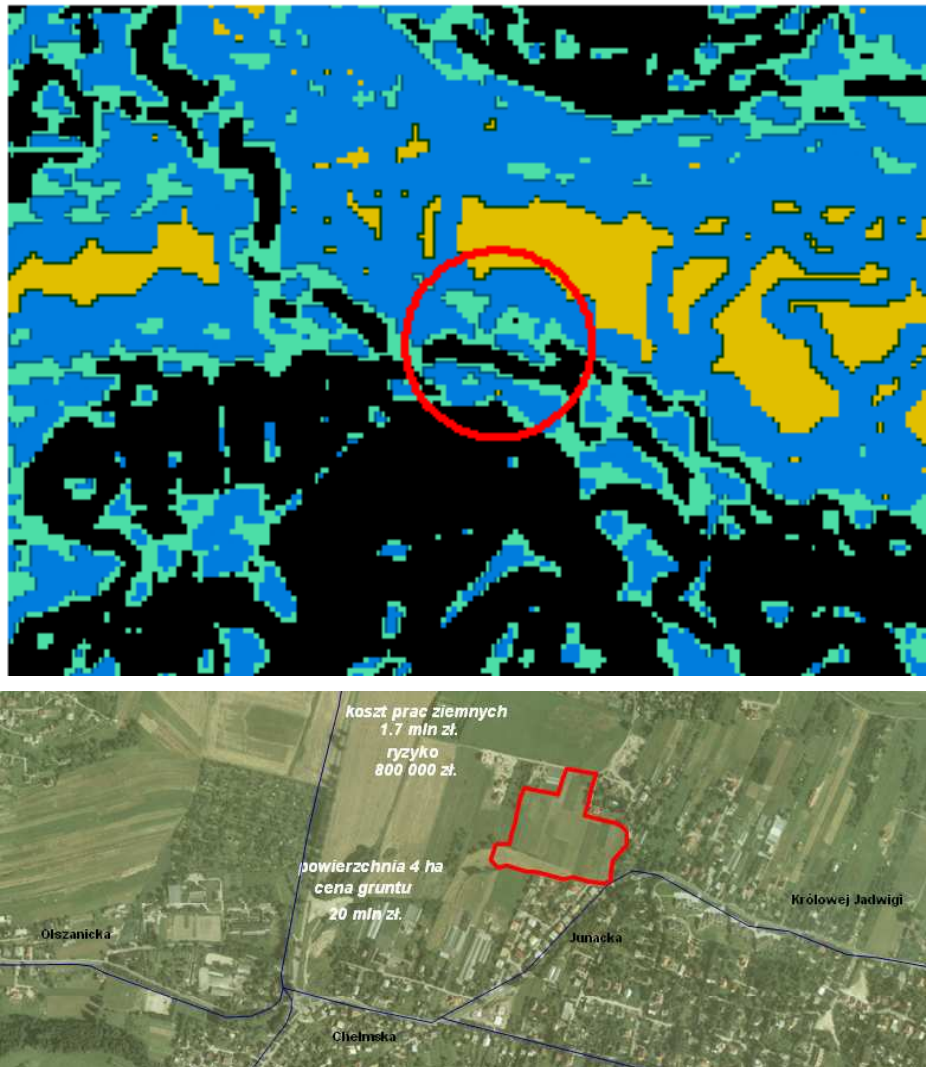 koszt prac ziemnych
1.7 mln zł.
ryzyko
800 000 zł.
powierzchnia 4 ha
cena gruntu
20 mln zł.
Królowej Jadwigi
Olszanicka
Junacka
Chełmska